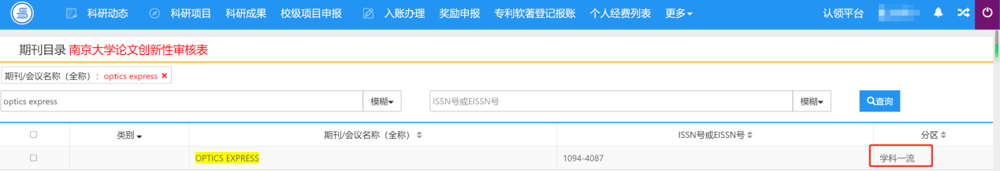 科研动态 科研项目 科研成果 校级项目申报 入账办理 奖励申报 专利软著登记报账 个人经费列表 更多 认领平台
期刊目录 南京大学论文创新性审核表
期刊/会议名称（全称）: optics express ×
optics express 模糊 ISSN号或EISSN号 模糊 查询
类别 期刊/会议名称（全称） ISSN号或EISSN号 分区
OPTICS EXPRESS 1094-4087 学科一流